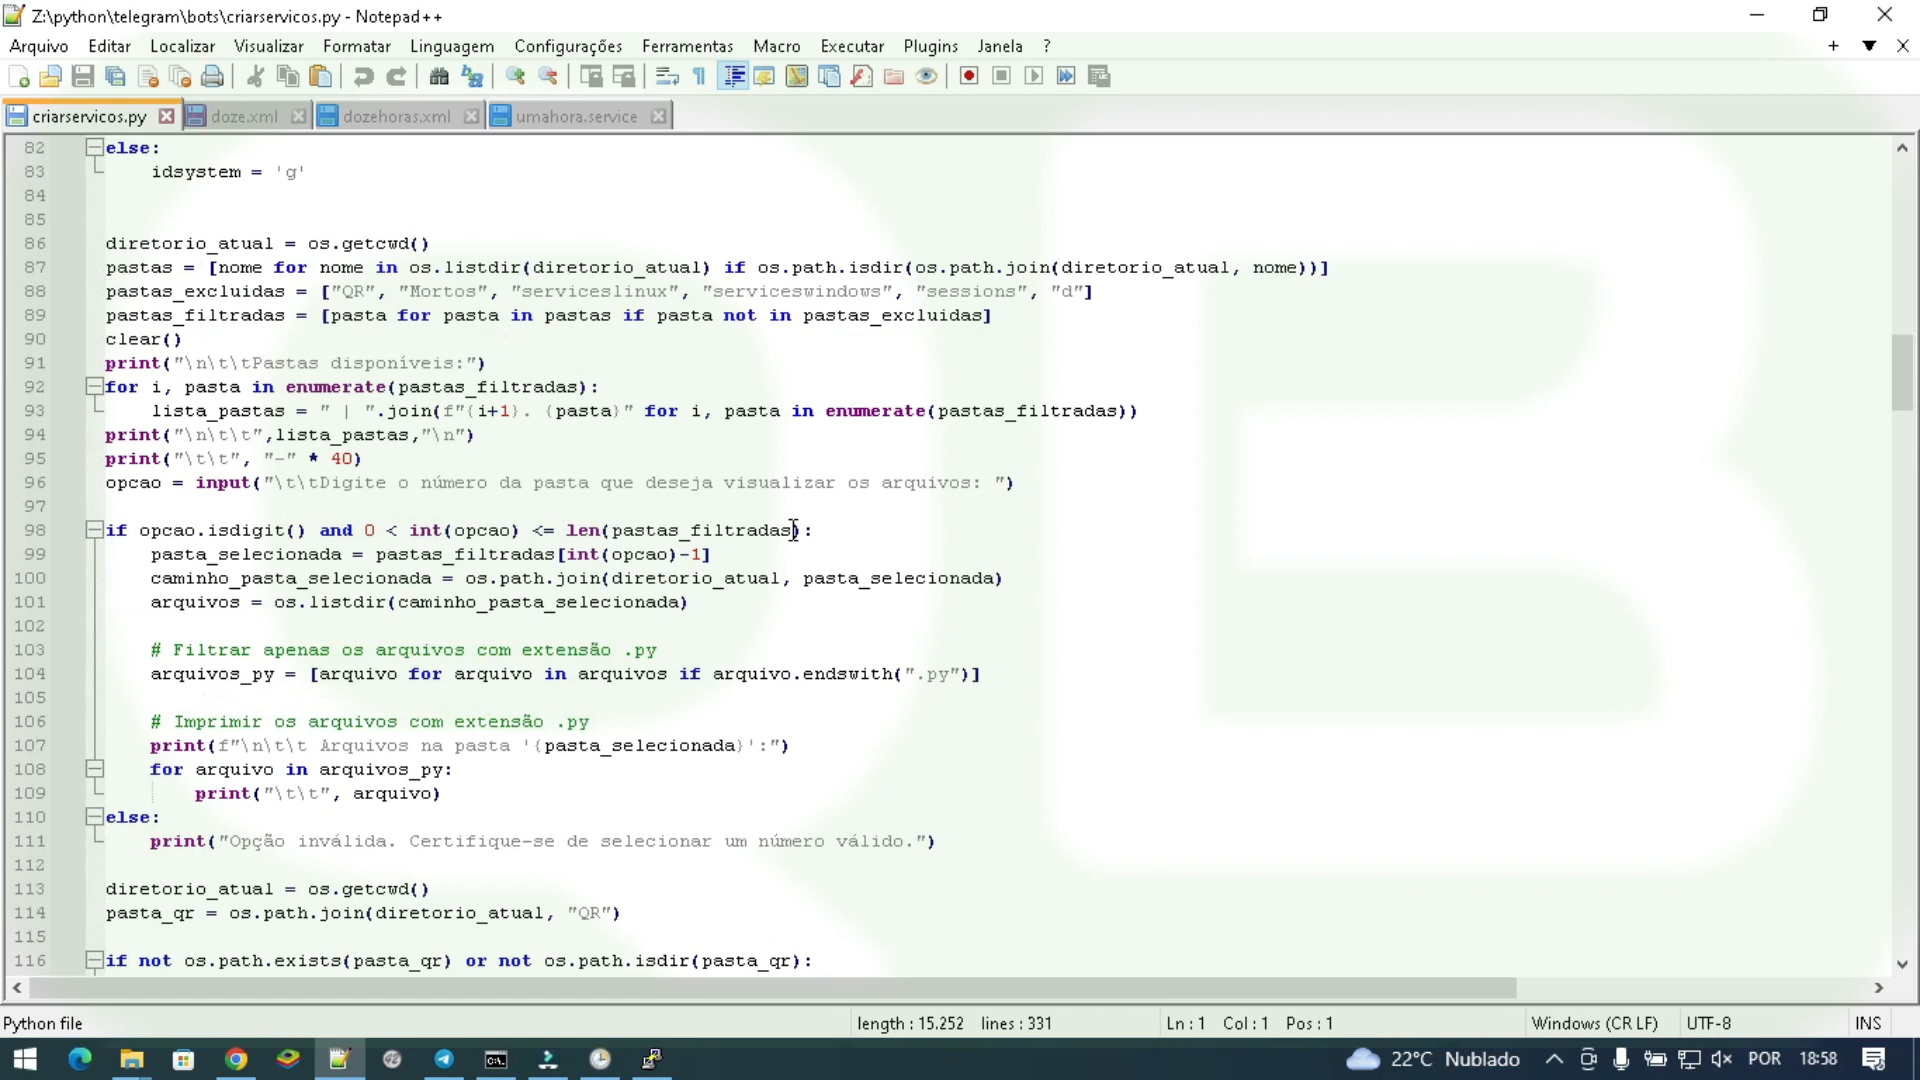 Z:\python\telegram\bots\criarservicos.py - Notepad++
Arquivo Editar Localizar Visualizar Formatar Linguagem Configurações Ferramentas Macro Executar Plugins Janela ? + ▼ X
criarservicos.py doze.xml dozehoras.xml umahora.service
82 else:
83 idsystem = 'g'
84
85
86 diretorio_atual = os.getcwd()
87 pastas = [nome for nome in os.listdir(diretorio_atual) if os.path.isdir(os.path.join(diretorio_atual, nome))]
88 pastas_excluidas = ["QR", "Mortos", "serviceslinux", "serviceswindows", "sessions", "d"]
89 pastas_filtradas = [pasta for pasta in pastas if pasta not in pastas_excluidas]
90 clear()
91 print("\n\t\tPastas disponíveis:")
92 for i, pasta in enumerate(pastas_filtradas):
93 lista_pastas = " | ".join(f"{i+1}. {pasta}" for i, pasta in enumerate(pastas_filtradas))
94 print("\n\t\t",lista_pastas,"\n")
95 print("\t\t", "-" * 40)
96 opcao = input("\t\tDigite o número da pasta que deseja visualizar os arquivos: ")
97
98 if opcao.isdigit() and 0 < int(opcao) <= len(pastas_filtradas):
99 pasta_selecionada = pastas_filtradas[int(opcao)-1]
100 caminho_pasta_selecionada = os.path.join(diretorio_atual, pasta_selecionada)
101 arquivos = os.listdir(caminho_pasta_selecionada)
102
103 # Filtrar apenas os arquivos com extensão .py
104 arquivos_py = [arquivo for arquivo in arquivos if arquivo.endswith(".py")]
105
106 # Imprimir os arquivos com extensão .py
107 print(f"\n\t\t Arquivos na pasta '{pasta_selecionada}':")
108 for arquivo in arquivos_py:
109 print("\t\t", arquivo)
110 else:
111 print("Opção inválida. Certifique-se de selecionar um número válido.")
112
113 diretorio_atual = os.getcwd()
114 pasta_qr = os.path.join(diretorio_atual, "QR")
115
116 if not os.path.exists(pasta_qr) or not os.path.isdir(pasta_qr):
Python file length : 15.252 lines : 331 Ln : 1 Col : 1 Pos : 1 Windows (CR LF) UTF-8 INS
22°C Nublado POR 18:58